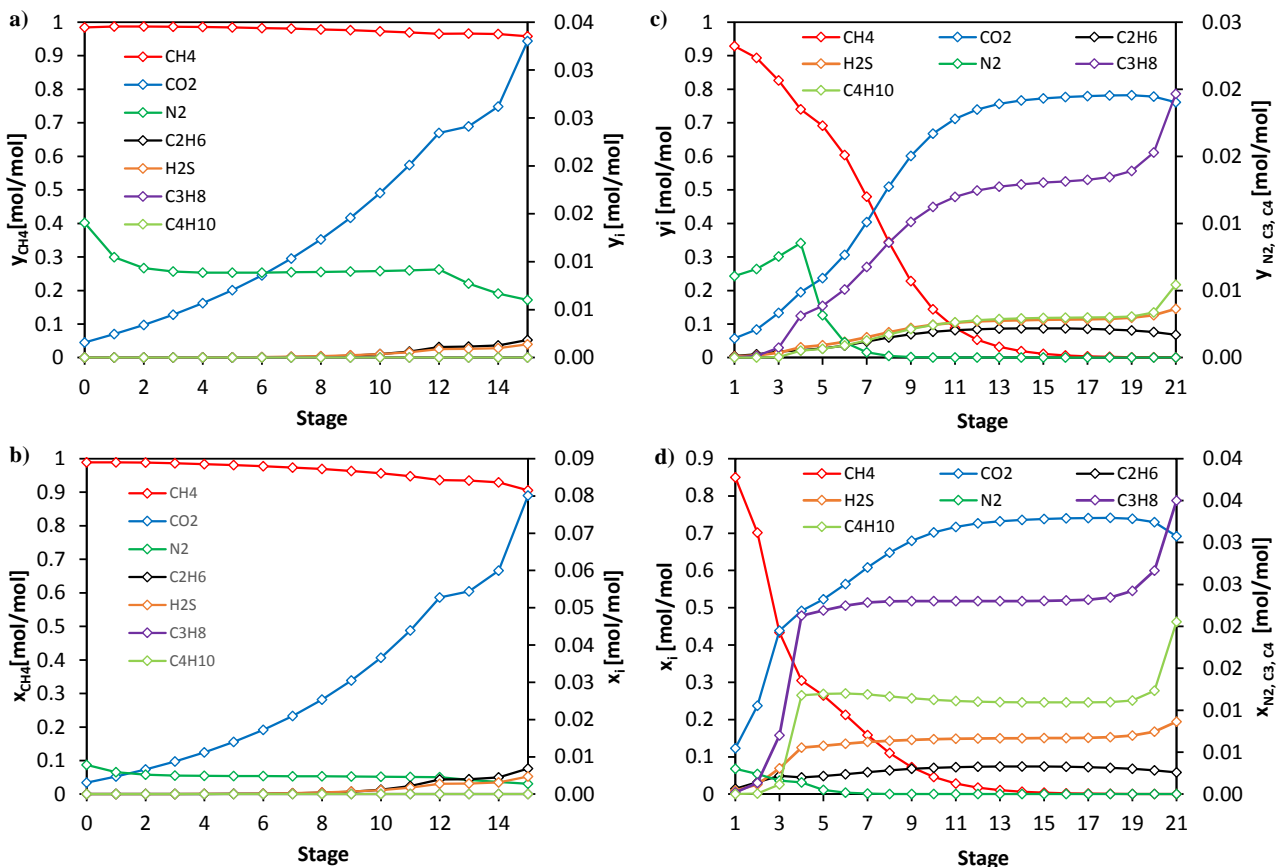 a)
1
0.9
0.8
0.7
0.6
0.5
0.4
0.3
0.2
0.1
0
yCH4[mol/mol]
CH4
CO2
N2
C2H6
H2S
C3H8
C4H10
0.04
0.04
0.03
0.03
0.02
0.02
0.01
0.01
0.00
yi [mol/mol]
0 2 4 6 8 10 12 14
Stage
c)
1
0.9
0.8
0.7
0.6
0.5
0.4
0.3
0.2
0.1
0
yi [mol/mol]
CH4 CO2 C2H6
H2S N2 C3H8
C4H10
0.03
0.02
0.02
0.01
0.01
0.00
y N2, C3, C4 [mol/mol]
1 3 5 7 9 11 13 15 17 19 21
Stage
b)
1
0.9
0.8
0.7
0.6
0.5
0.4
0.3
0.2
0.1
0
xCH4[mol/mol]
CH4
CO2
N2
C2H6
H2S
C3H8
C4H10
0.09
0.08
0.07
0.06
0.05
0.04
0.03
0.02
0.01
0.00
xi [mol/mol]
0 2 4 6 8 10 12 14
Stage
d)
0.9
0.8
0.7
0.6
0.5
0.4
0.3
0.2
0.1
0
xi [mol/mol]
CH4 CO2 C2H6
H2S N2 C3H8
C4H10
0.04
0.04
0.03
0.03
0.02
0.02
0.01
0.01
0.00
xN2, C3, C4 [mol/mol]
1 3 5 7 9 11 13 15 17 19 21
Stage